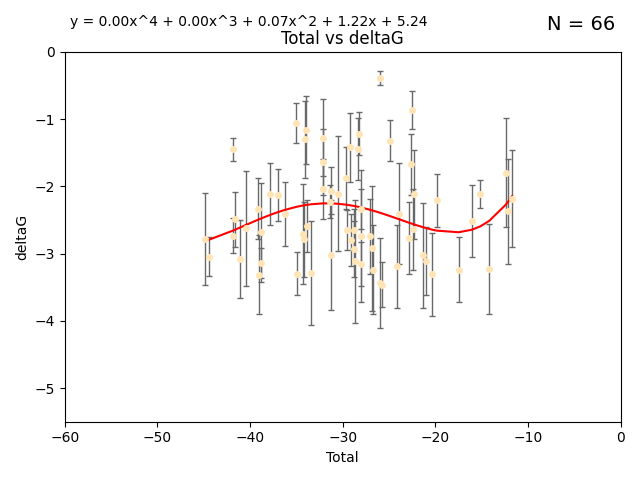 y = 0.00x^4 + 0.00x^3 + 0.07x^2 + 1.22x + 5.24
N = 66
Total vs deltaG
0
−1
−2
−3
−4
−5
deltaG
−60
−50
−40
−30
−20
−10
0
Total